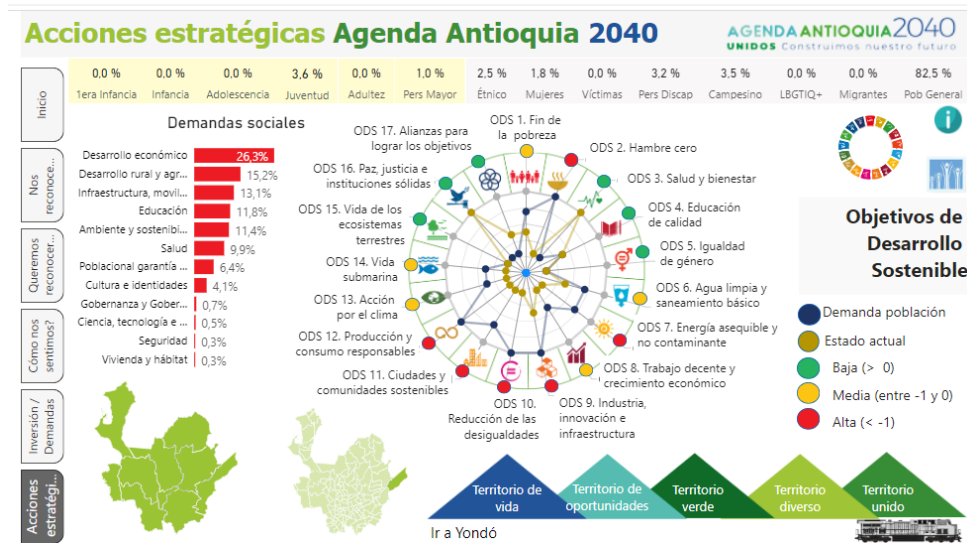 Acciones estratégicas Agenda Antioquia 2040
AGENDA ANTIOQUIA 2040
UNIDOS Construimos nuestro futuro
Inicio
Nos reconoce...
Queremos reconocer...
Cómo nos sentimos?
Inversión / Demandas
Acciones estratégi...
0,0 % 0,0 % 0,0 % 3,6 % 0,0 % 1,0 % 2,5 % 1,8 % 0,0 % 3,2 % 3,5 % 0,0 % 0,0 % 82,5 %
1era Infancia Infancia Adolescencia Juventud Adultez Pers Mayor Étnico Mujeres Víctimas Pers Discap Campesino LBGTIQ+ Migrantes Pob General
Demandas sociales
Desarrollo económico 26,3%
Desarrollo rural y agr... 15,2%
Infraestructura, movil... 13,1%
Educación 11,8%
Ambiente y sostenibi... 11,4%
Salud 9,9%
Poblacional garantía ... 6,4%
Cultura e identidades 4,1%
Gobernanza y Gober... 0,7%
Ciencia, tecnología e ... 0,5%
Seguridad 0,3%
Vivienda y hábitat 0,3%
ODS 1. Fin de
la pobreza
ODS 2. Hambre cero
ODS 3. Salud y bienestar
ODS 4. Educación
de calidad
ODS 5. Igualdad
de género
ODS 6. Agua limpia y
saneamiento básico
ODS 7. Energía asequible y
no contaminante
ODS 8. Trabajo decente y
crecimiento económico
ODS 9. Industria,
innovación e
infraestructura
ODS 10.
Reducción de las
desigualdades
ODS 11. Ciudades y
comunidades sostenibles
ODS 12. Producción y
consumo responsables
ODS 13. Acción
por el clima
ODS 14. Vida
submarina
ODS 15. Vida de los
ecosistemas
terrestres
ODS 16. Paz, justicia e
instituciones sólidas
ODS 17. Alianzas para
lograr los objetivos
i
Objetivos de
Desarrollo
Sostenible
Demanda población
Estado actual
Baja (> 0)
Media (entre -1 y 0)
Alta (< -1)
Territorio de
vida
Territorio de
oportunidades
Territorio
verde
Territorio
diverso
Territorio
unido
Ir a Yondó